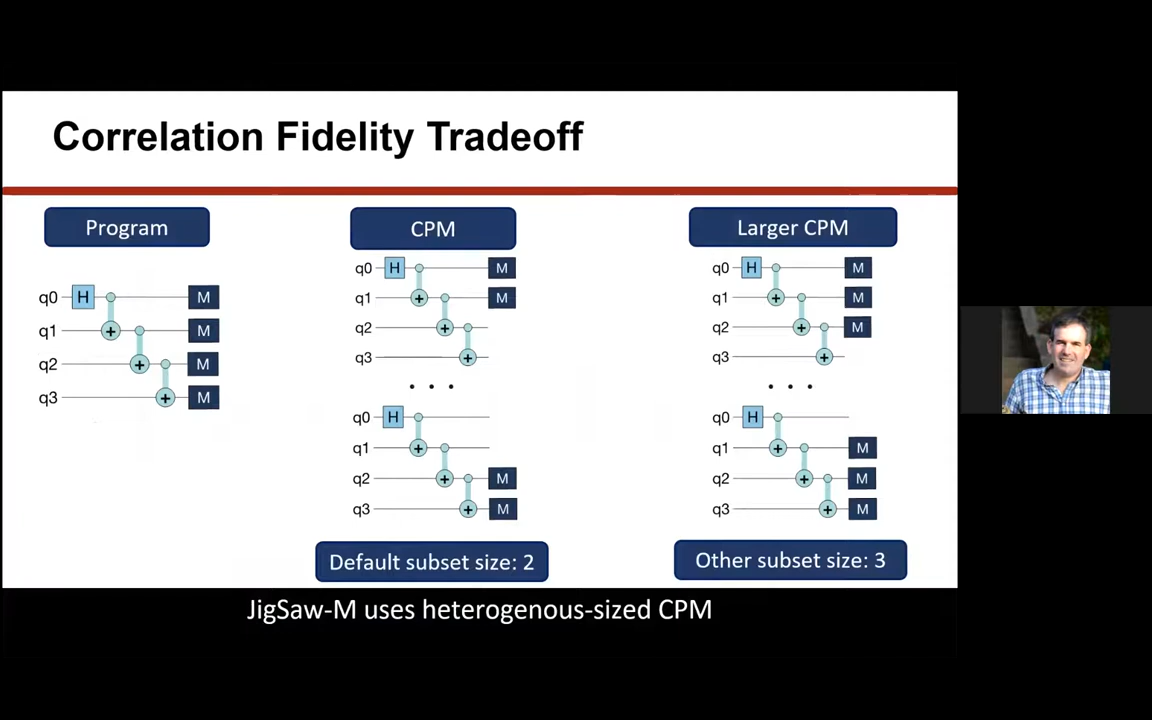 Correlation Fidelity Tradeoff
Program
q0 H M
q1 + M
q2 + M
q3 + M
CPM
q0 H M
q1 + M
q2 +
q3 +
. . .
q0 H
q1 +
q2 + M
q3 + M
Default subset size: 2
Larger CPM
q0 H M
q1 + M
q2 + M
q3 +
. . .
q0 H
q1 + M
q2 + M
q3 + M
Other subset size: 3
JigSaw-M uses heterogenous-sized CPM